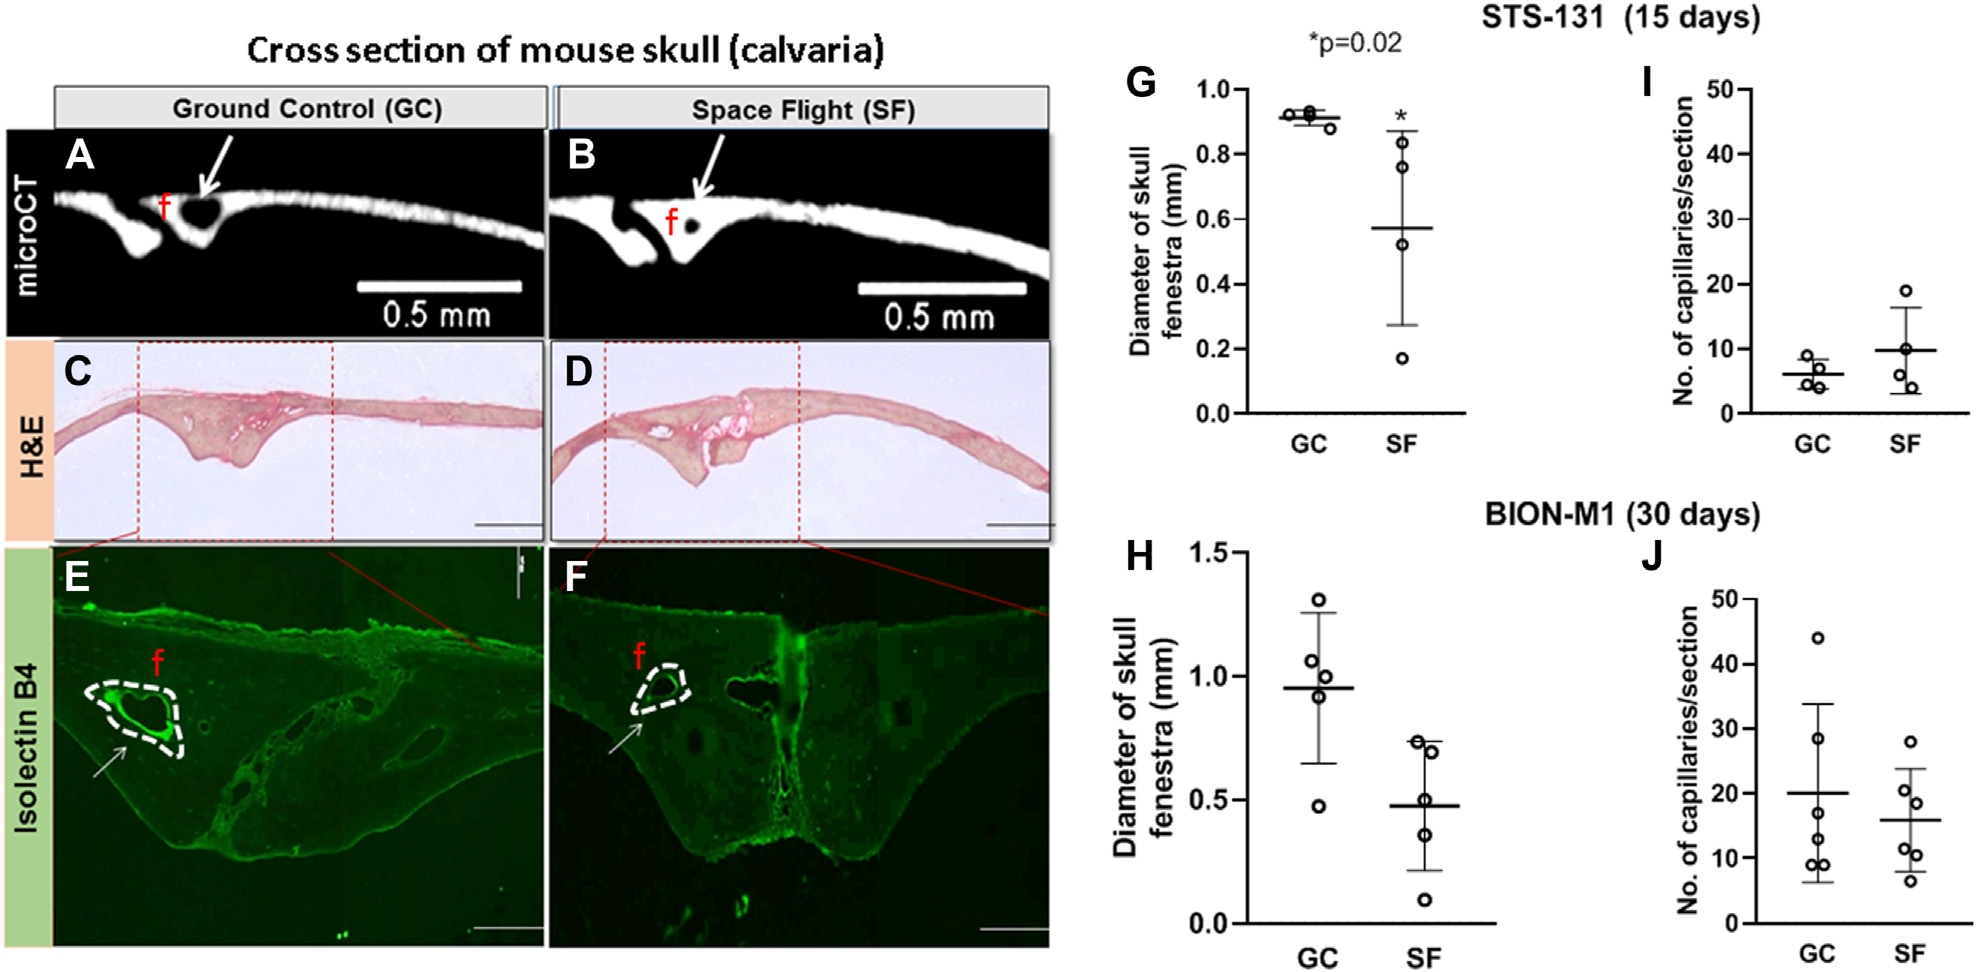 Cross section of mouse skull (calvaria)
Ground Control (GC)
Space Flight (SF)
microCT
A
f
0.5 mm
B
f
0.5 mm
H&E
C
D
Isolectin B4
E
f
F
f
STS-131 (15 days)
G
*p=0.02
Diameter of skull
fenestra (mm)
1.0
0.8
0.6
0.4
0.2
0.0
*
GC
SF
I
No. of capillaries/section
50
40
30
20
10
0
GC
SF
BION-M1 (30 days)
H
Diameter of skull
fenestra (mm)
1.5
1.0
0.5
0.0
GC
SF
J
No. of capillaries/section
50
40
30
20
10
0
GC
SF